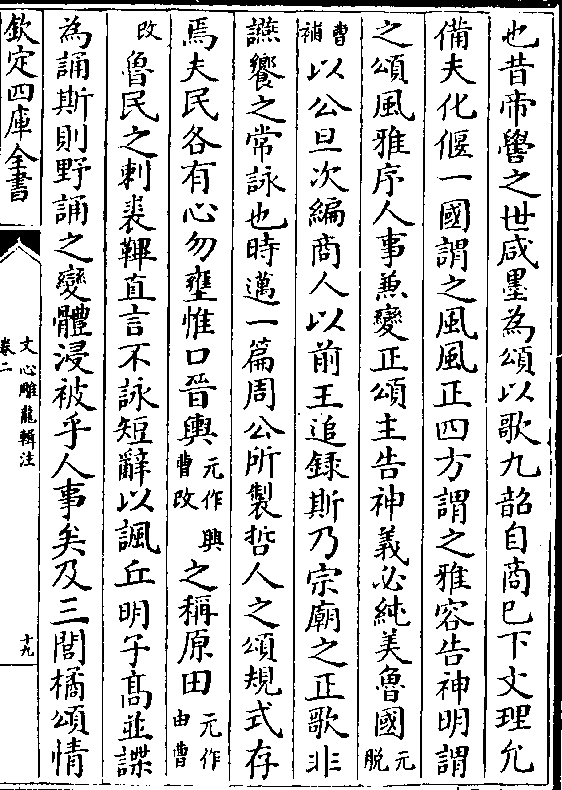 也昔帝嚳之世咸墨為頌以歌九韶自商巳下文理允
備夫化偃一國謂之風風正四方謂之雅容告神明謂
之頌風雅序人事兼變正頌主告神義必純美魯國元脫
曹補以公旦次編商人以前王追錄斯乃宗廟之正歌非
讌饗之常詠也時邁一篇周公所製哲人之頌規式存
焉夫民各有心勿壅惟口晉輿元作興曹改之稱原田元作由曹
改魯民之刺裘鞸直言不詠短辭以諷丘明子高並諜
為誦斯則野誦之變體浸被乎人事矣及三閭橘頌情
欽定四庫全書
文心雕龍輯注
卷二
十九